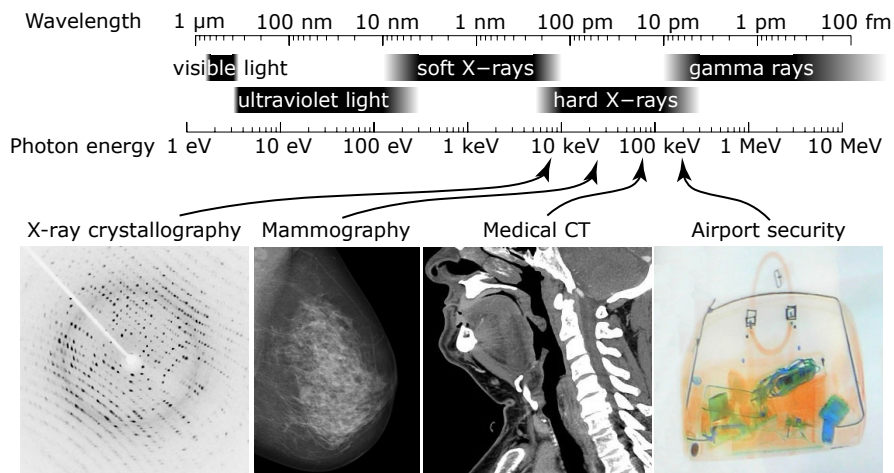 Wavelength 1 µm 100 nm 10 nm 1 nm 100 pm 10 pm 1 pm 100 fm
visible light soft X−rays gamma rays
ultraviolet light hard X−rays
Photon energy 1 eV 10 eV 100 eV 1 keV 10 keV 100 keV 1 MeV 10 MeV
X-ray crystallography Mammography Medical CT Airport security